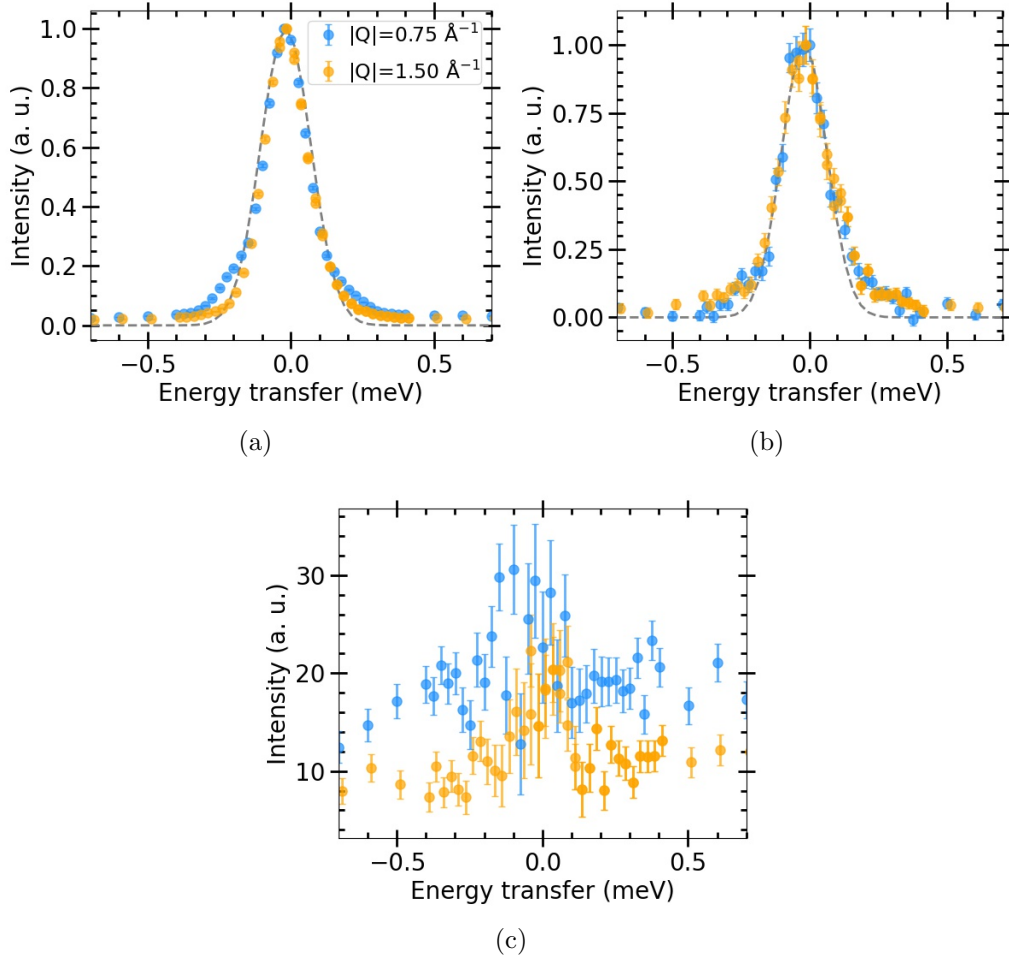 |Q|=0.75 Å⁻¹
|Q|=1.50 Å⁻¹
1.0
0.8
0.6
0.4
0.2
0.0
Intensity (a. u.)
−0.5
0.0
0.5
Energy transfer (meV)
(a)
1.00
0.75
0.50
0.25
0.00
Intensity (a. u.)
−0.5
0.0
0.5
Energy transfer (meV)
(b)
30
20
10
Intensity (a. u.)
−0.5
0.0
0.5
Energy transfer (meV)
(c)